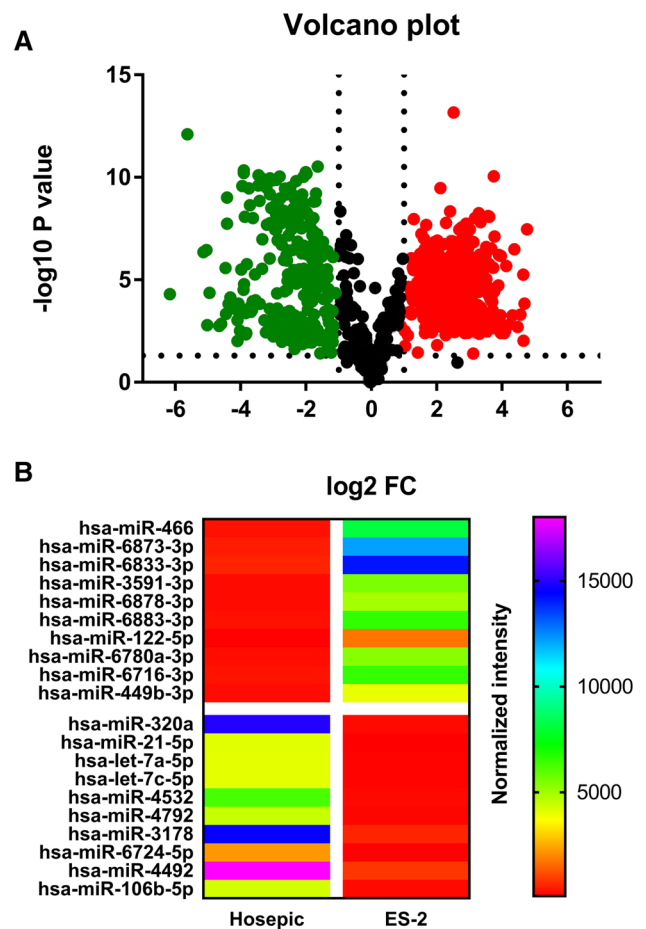 Volcano plot
A
15
10
5
0
-log10 P value
-6 -4 -2 0 2 4 6
log2 FC
B
hsa-miR-466
hsa-miR-6873-3p
hsa-miR-6833-3p
hsa-miR-3591-3p
hsa-miR-6878-3p
hsa-miR-6883-3p
hsa-miR-122-5p
hsa-miR-6780a-3p
hsa-miR-6716-3p
hsa-miR-449b-3p
hsa-miR-320a
hsa-miR-21-5p
hsa-let-7a-5p
hsa-let-7c-5p
hsa-miR-4532
hsa-miR-4792
hsa-miR-3178
hsa-miR-6724-5p
hsa-miR-4492
hsa-miR-106b-5p
Hosepic ES-2
Normalized intensity
15000
10000
5000